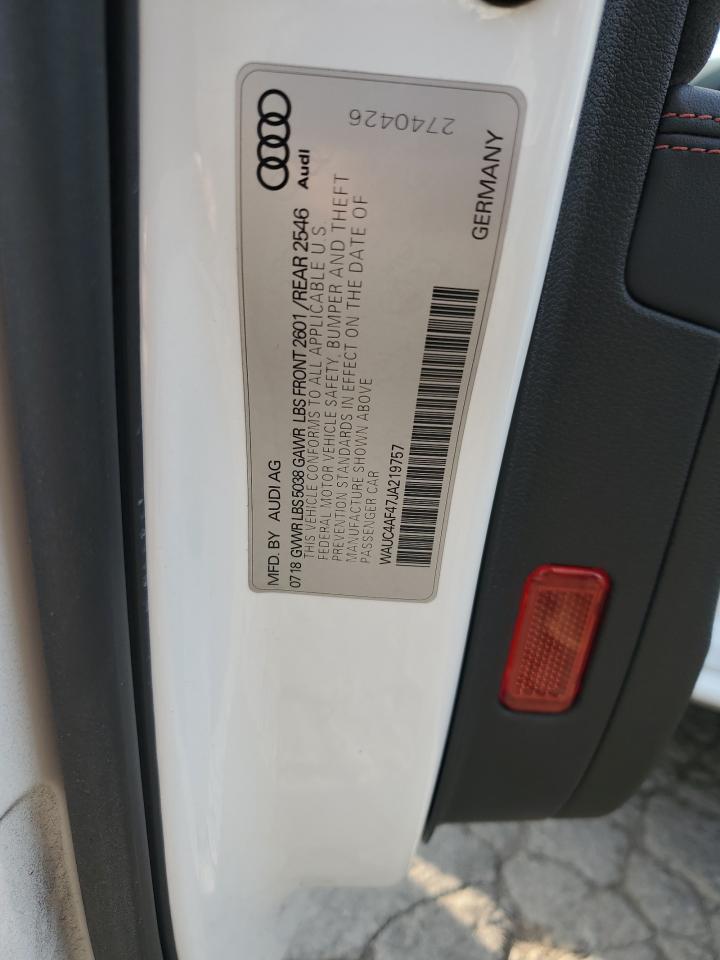 MFD. BY AUDI AG
Audi
0718 GVWR LBS 5038 GAWR LBS FRONT 2601 / REAR 2546
THIS VEHICLE CONFORMS TO ALL APPLICABLE U.S.
FEDERAL MOTOR VEHICLE SAFETY, BUMPER AND THEFT
PREVENTION STANDARDS IN EFFECT ON THE DATE OF
MANUFACTURE SHOWN ABOVE
PASSENGER CAR
WAUC4AF47JA219757
GERMANY
2740426